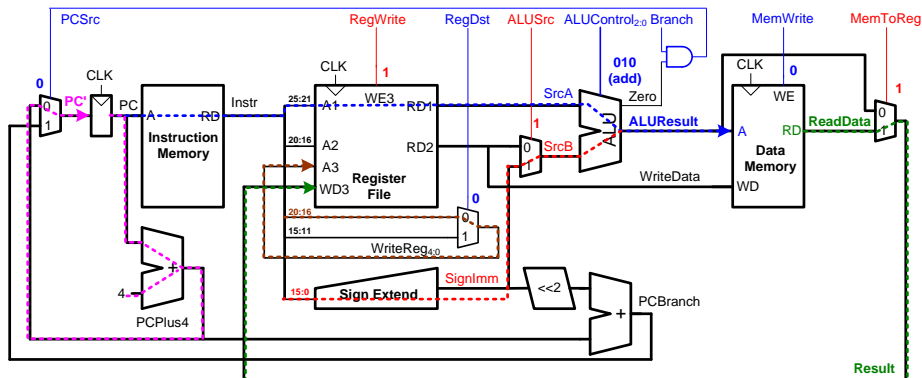 PCSrc RegWrite RegDst ALUSrc ALUControl2:0 Branch MemWrite MemToReg
0 CLK CLK 1 0 1 010 (add) CLK 0 1
0 PC' PC A RD Instr 25:21 A1 WE3 RD1 SrcA Zero WE 0
1 Instruction Memory 20:16 A2 RD2 0 SrcB ALU ALUResult A RD ReadData 1
A3 1 Data Memory
WD3 Register File WriteData WD
20:16 0
15:11 1
+ WriteReg4:0
4 15:0 Sign Extend SignImm <<2 PCBranch
PCPlus4 +
Result